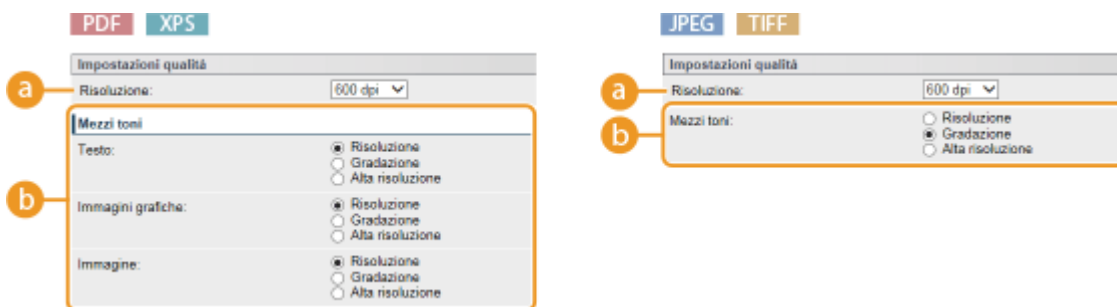 PDF XPS
Impostazioni qualità
a Risoluzione: 600 dpi
b
Mezzi toni
Testo: Risoluzione
Gradazione
Alta risoluzione
Immagini grafiche: Risoluzione
Gradazione
Alta risoluzione
Immagine: Risoluzione
Gradazione
Alta risoluzione
JPEG TIFF
Impostazioni qualità
a Risoluzione: 600 dpi
b Mezzi toni: Risoluzione
Gradazione
Alta risoluzione